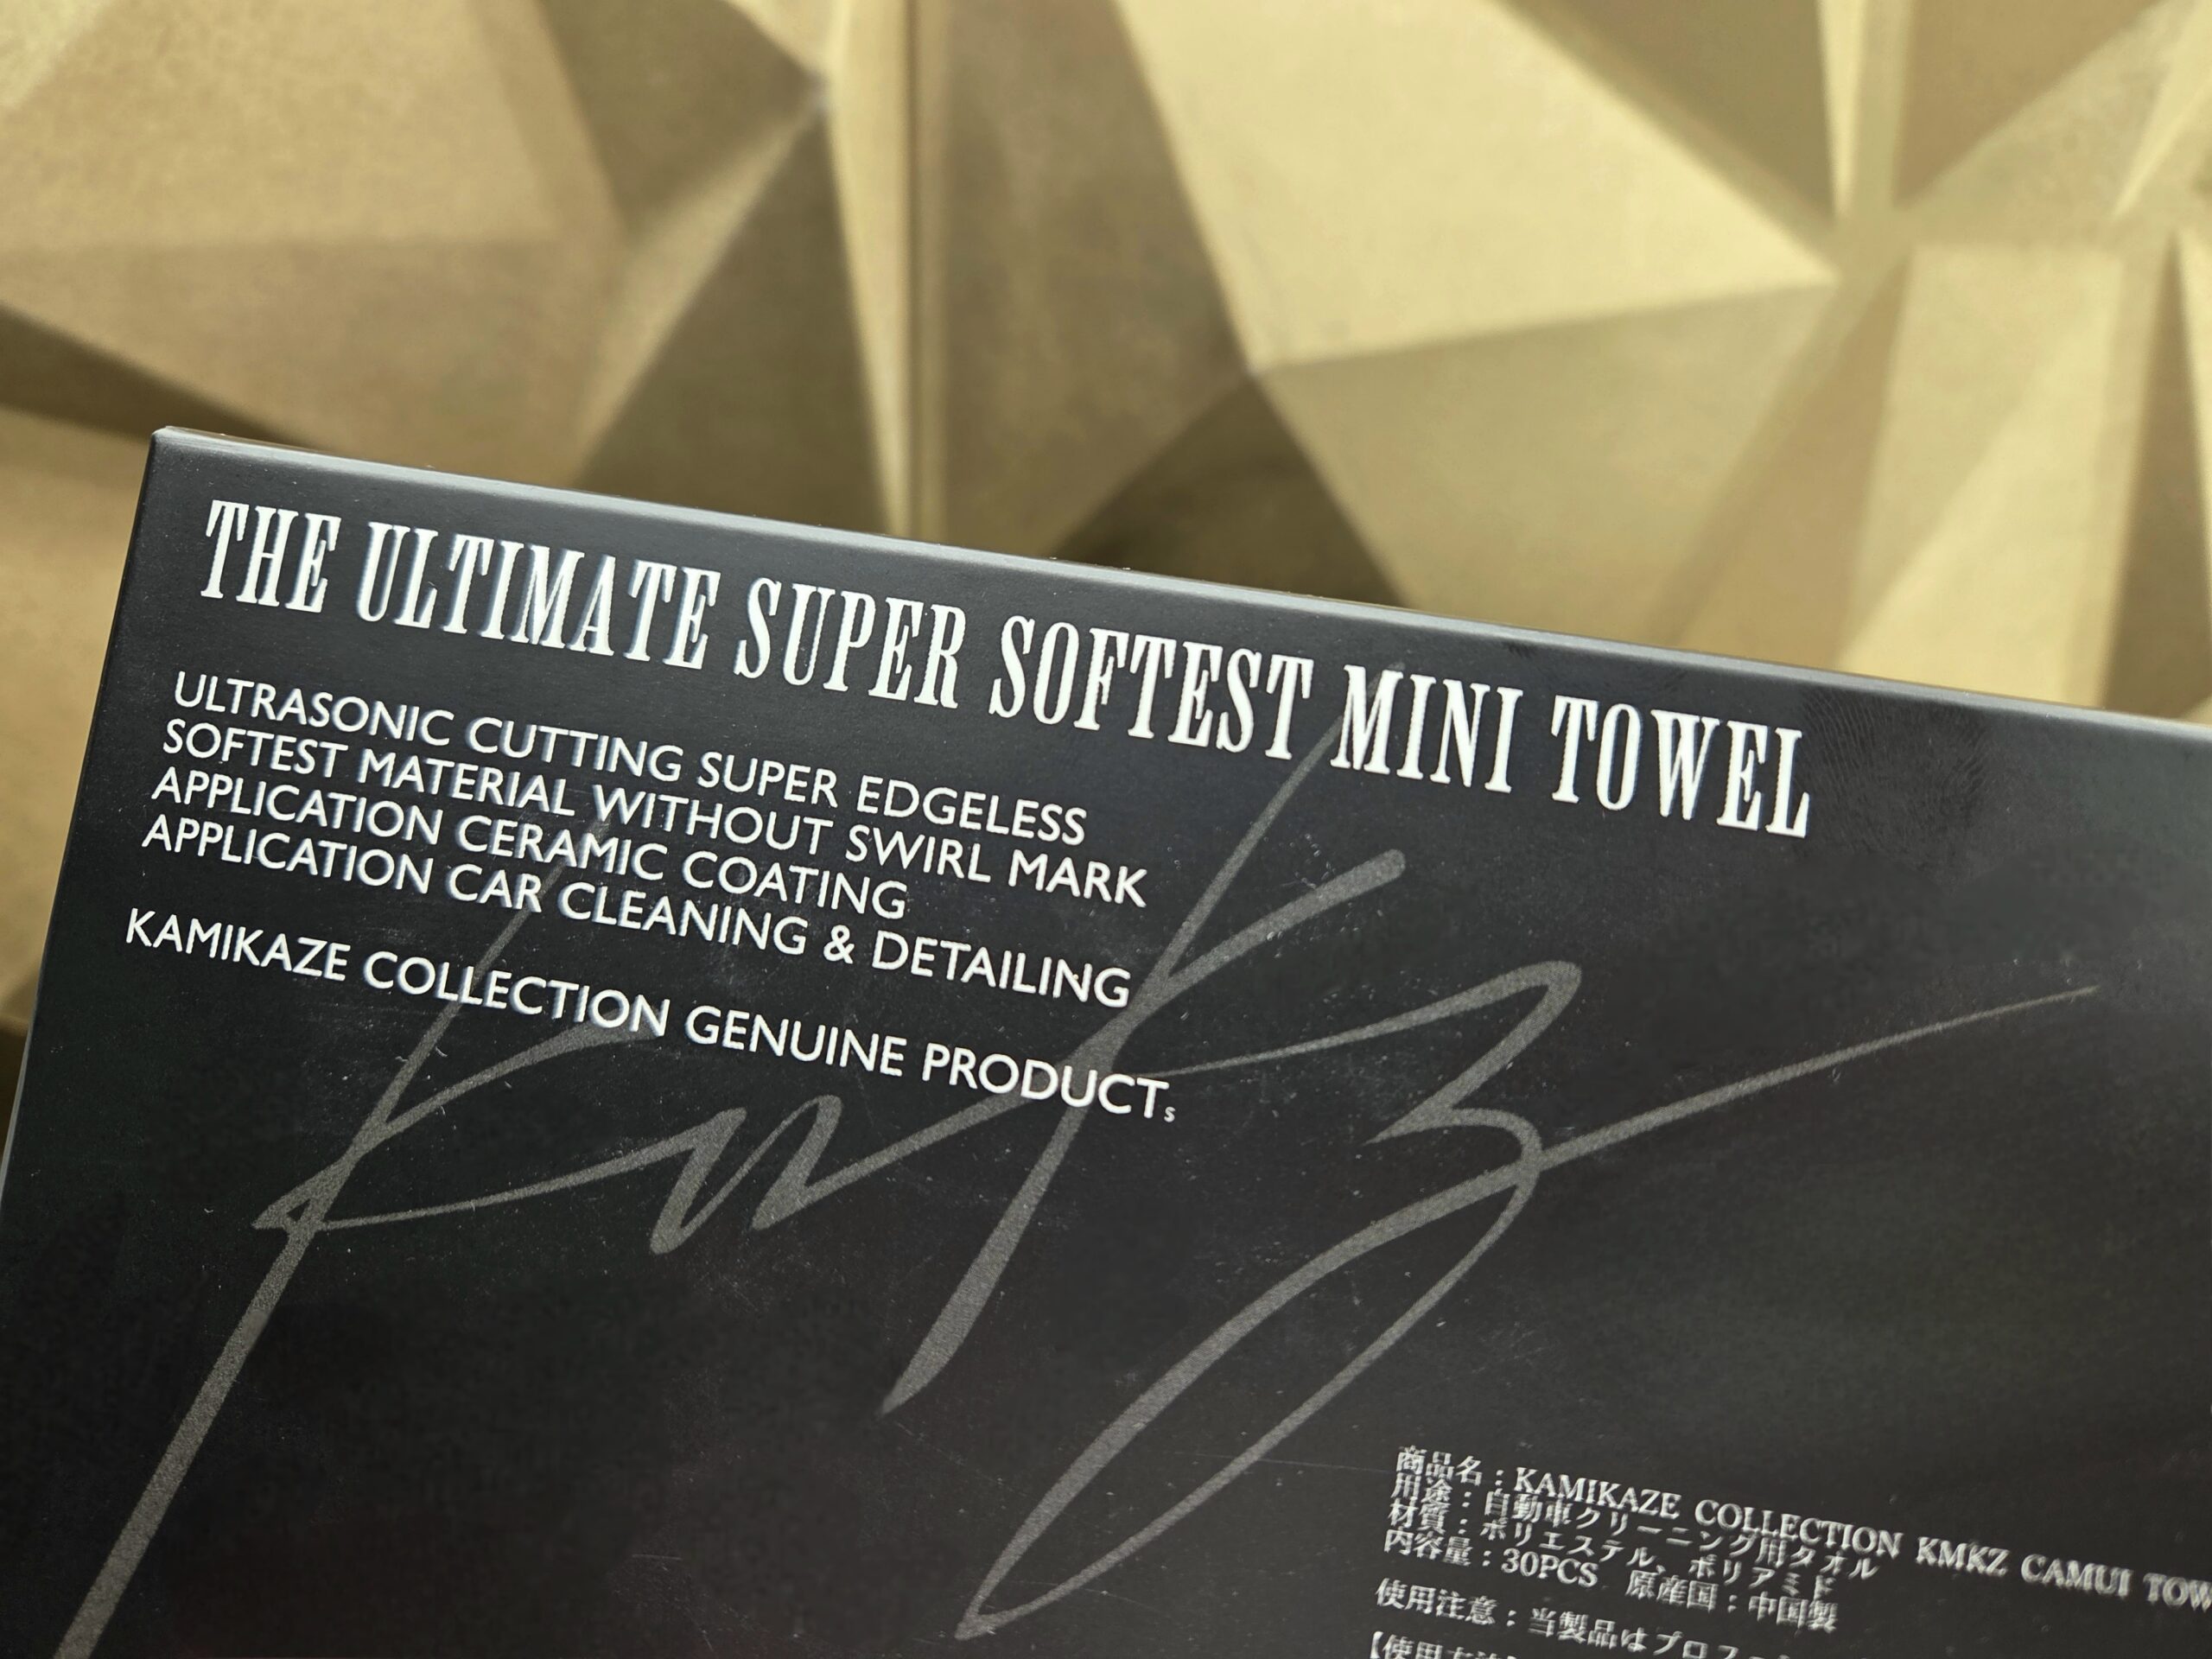 THE ULTIMATE SUPER SOFTEST MINI TOWEL
ULTRASONIC CUTTING SUPER EDGELESS
SOFTEST MATERIAL WITHOUT SWIRL MARK
APPLICATION CERAMIC COATING
APPLICATION CAR CLEANING & DETAILING
KAMIKAZE COLLECTION GENUINE PRODUCTs
商品名：KAMIKAZE COLLECTION KMKZ CAMUI
用途：自動車クリーニング用タオル
材質：ポリエステル、ポリアミド
内容量：30PCS 原産国：中国製
使用注意：当製品はプロフ